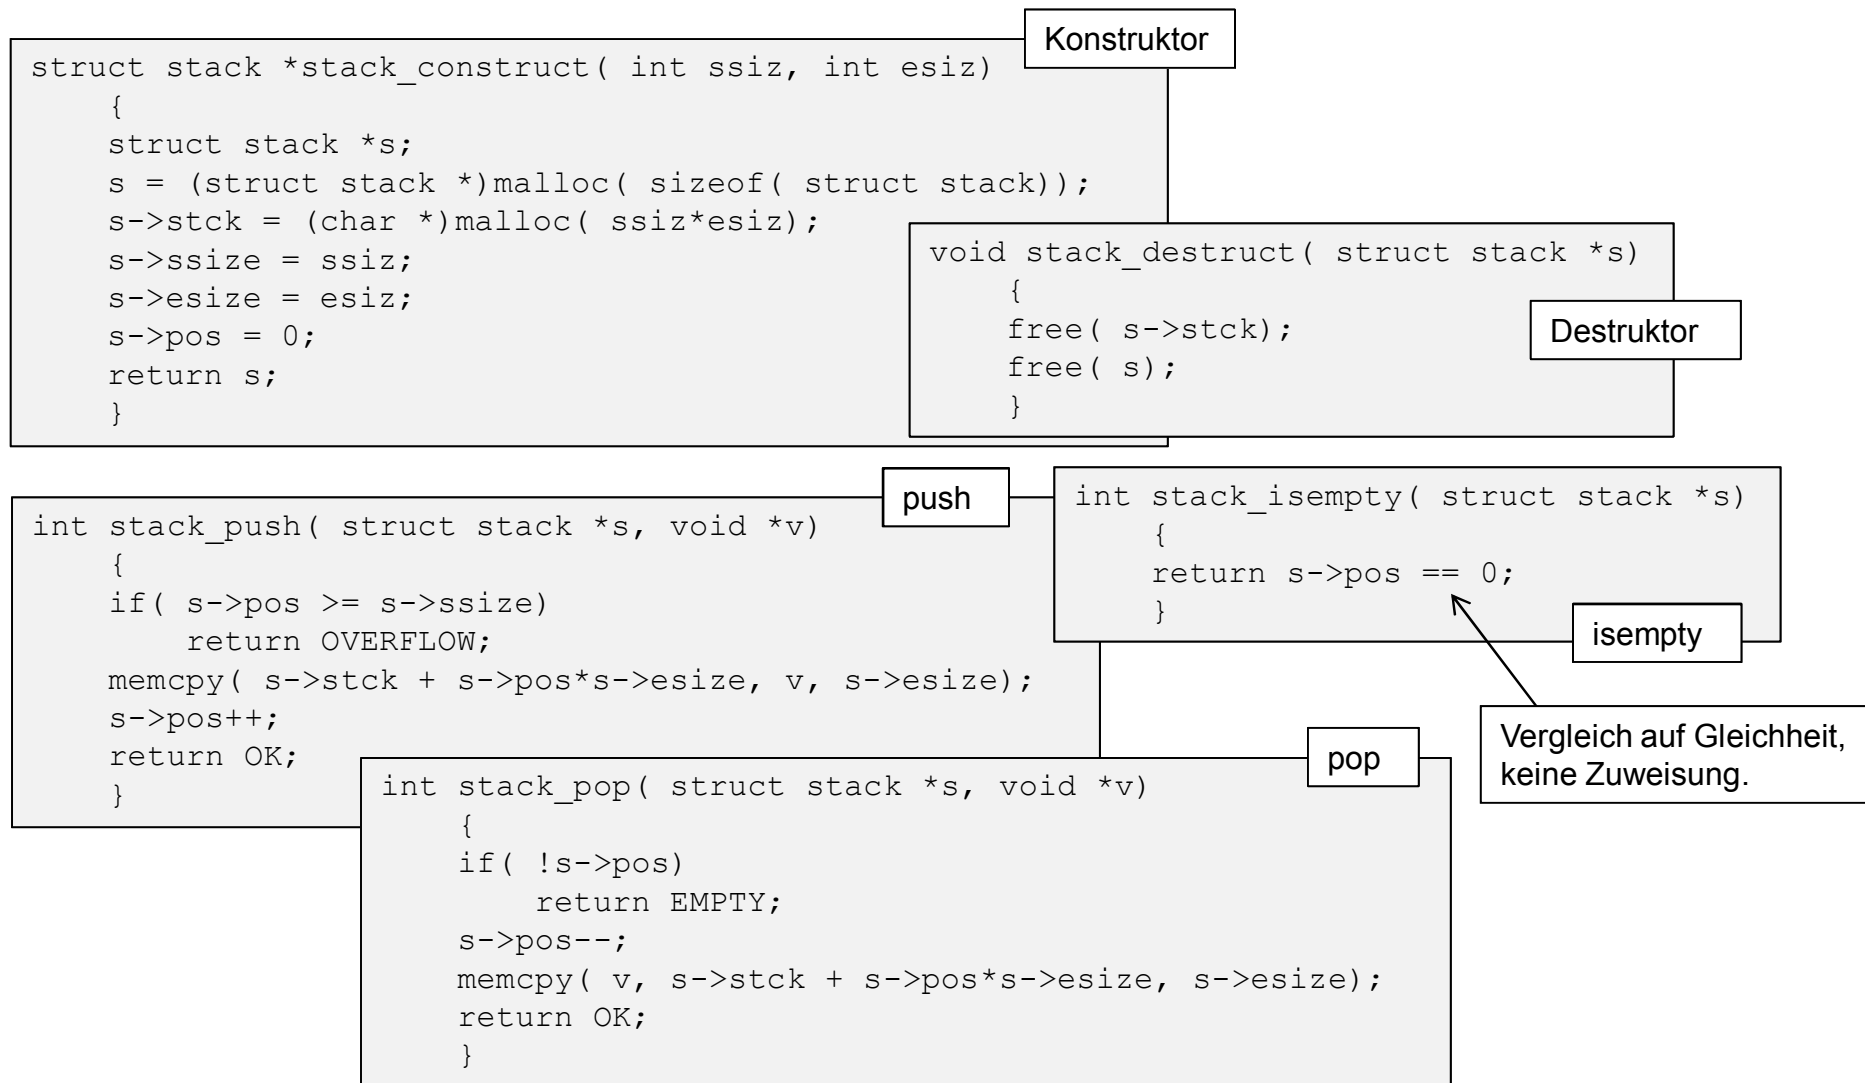 Konstruktor
struct stack *stack_construct( int ssiz, int esiz)
    {
    struct stack *s;
    s = (struct stack *)malloc( sizeof( struct stack));
    s->stck = (char *)malloc( ssiz*esiz);
    s->ssize = ssiz;
    s->esize = esiz;
    s->pos = 0;
    return s;
    }
void stack_destruct( struct stack *s)
    {
    free( s->stck);
    free( s);
    }
Destruktor
push
int stack_push( struct stack *s, void *v)
    {
    if( s->pos >= s->ssize)
        return OVERFLOW;
    memcpy( s->stck + s->pos*s->esize, v, s->esize);
    s->pos++;
    return OK;
    }
int stack_isempty( struct stack *s)
    {
    return s->pos == 0;
    }
isempty
Vergleich auf Gleichheit,
keine Zuweisung.
pop
int stack_pop( struct stack *s, void *v)
    {
    if( !s->pos)
        return EMPTY;
    s->pos--;
    memcpy( v, s->stck + s->pos*s->esize, s->esize);
    return OK;
    }